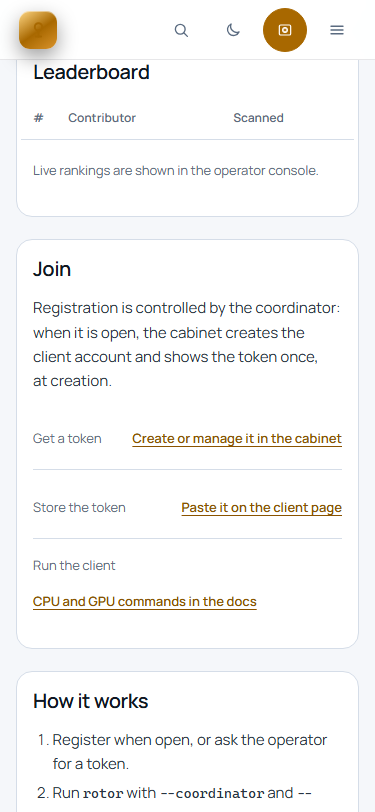 Leaderboard
# Contributor Scanned
Live rankings are shown in the operator console.
Join
Registration is controlled by the coordinator:
when it is open, the cabinet creates the
client account and shows the token once,
at creation.
Get a token Create or manage it in the cabinet
Store the token Paste it on the client page
Run the client
CPU and GPU commands in the docs
How it works
1. Register when open, or ask the operator
for a token.
2. Run rotor with --coordinator and --